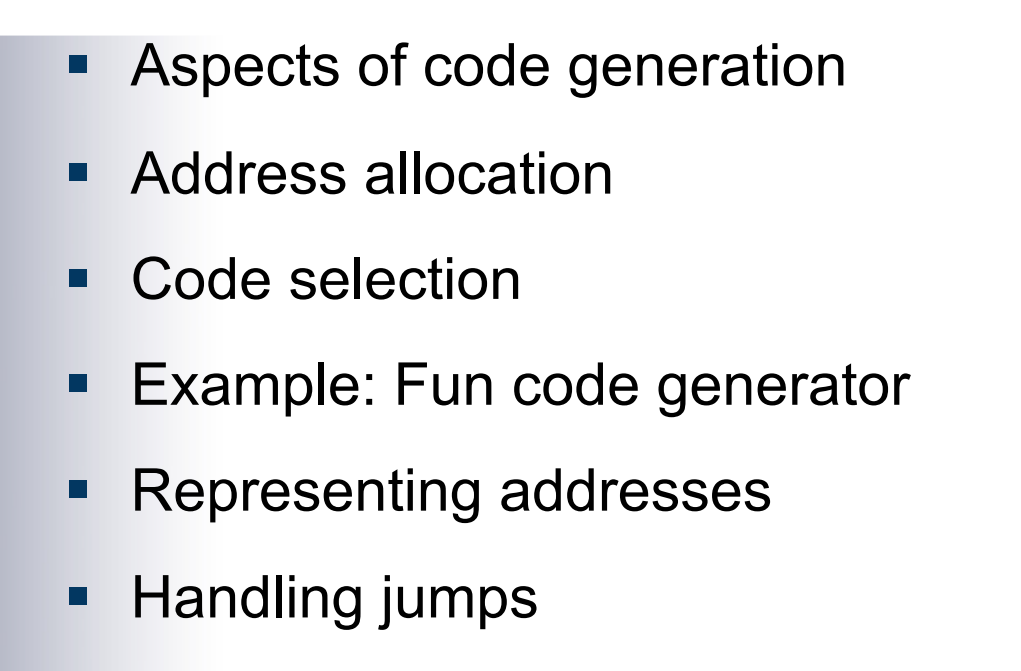 ▪ Aspects of code generation
▪ Address allocation
▪ Code selection
▪ Example: Fun code generator
▪ Representing addresses
▪ Handling jumps